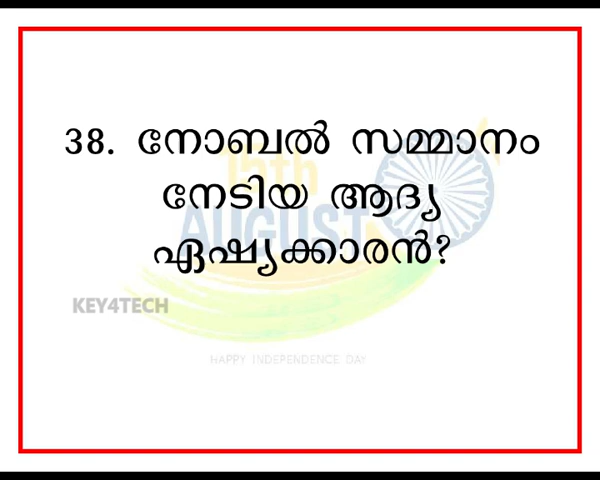 38. നോബൽ സമ്മാനം
നേടിയ ആദ്യ
ഏഷ്യക്കാരൻ?
15th
AUGUST
KEY4TECH
HAPPY INDEPENDENCE DAY